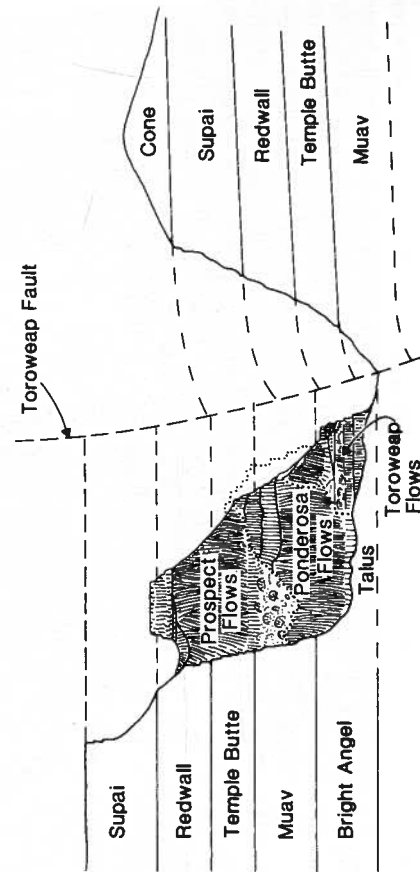 Toroweap Fault
Cone
Supai
Redwall
Temple Butte
Muav
Supai
Redwall
Temple Butte
Muav
Bright Angel
Prospect
Flows
Ponderosa
Flows
Talus
Toroweap
Flows